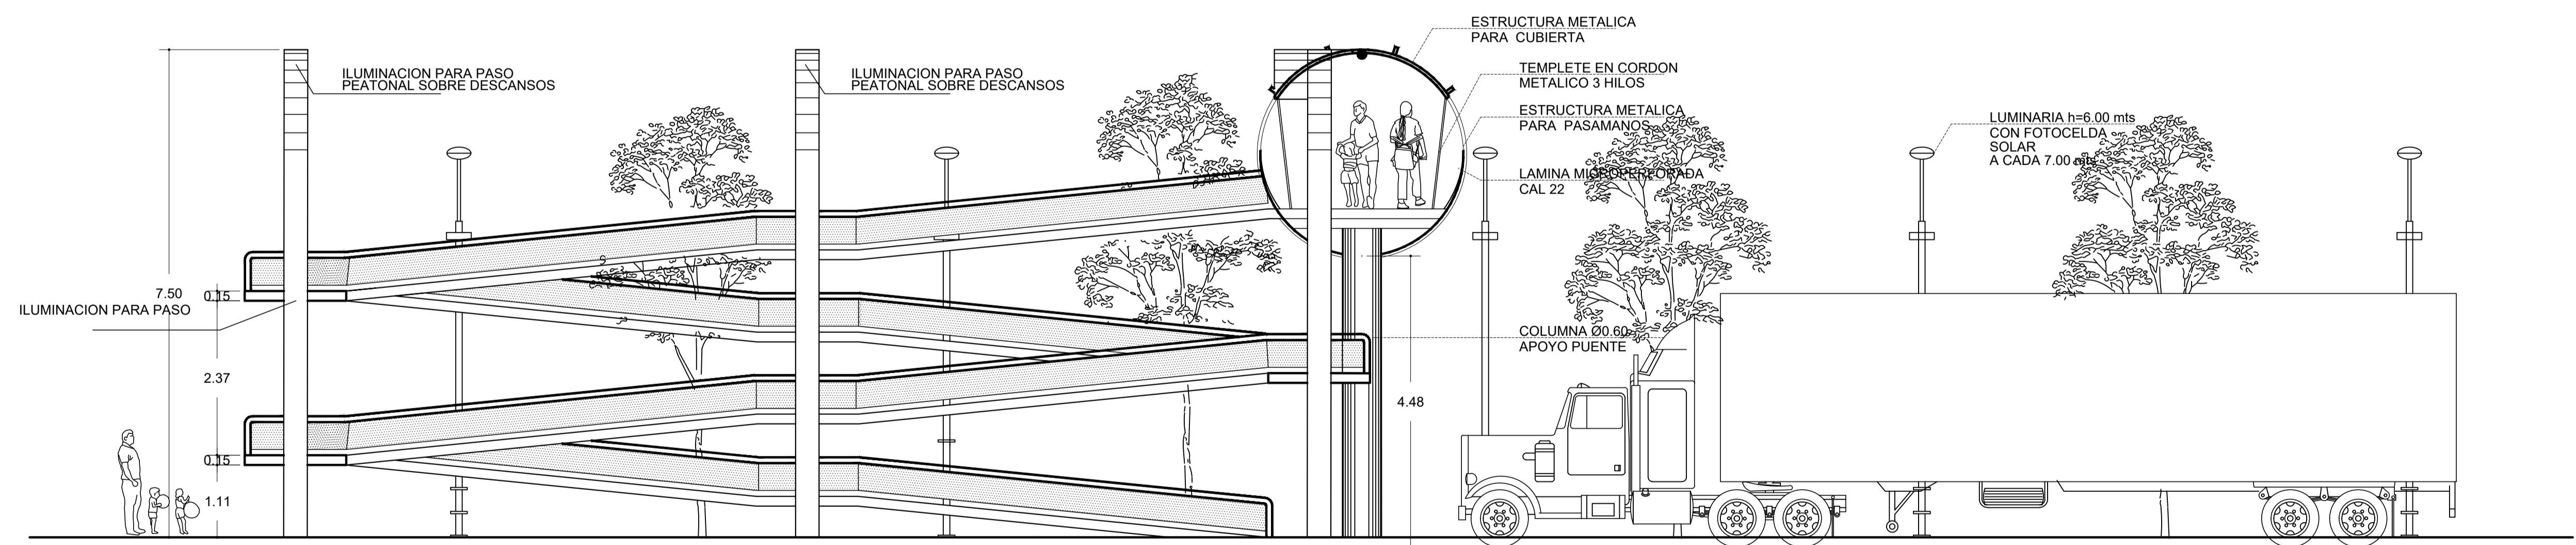 ESTRUCTURA METALICA
PARA CUBIERTA
ILUMINACION PARA PASO
PEATONAL SOBRE DESCANSOS
ILUMINACION PARA PASO
PEATONAL SOBRE DESCANSOS
TEMPLETE EN CORDON
METALICO 3 HILOS
ESTRUCTURA METALICA
PARA PASAMANOS
LUMINARIA h=6.00 mts
CON FOTOCELDA
SOLAR
A CADA 7.00 mts
LAMINA MICROPERFORADA
CAL 22
7.50
0.15
ILUMINACION PARA PASO
COLUMNA Ø0.60
APOYO PUENTE
2.37
4.48
0.15
1.11